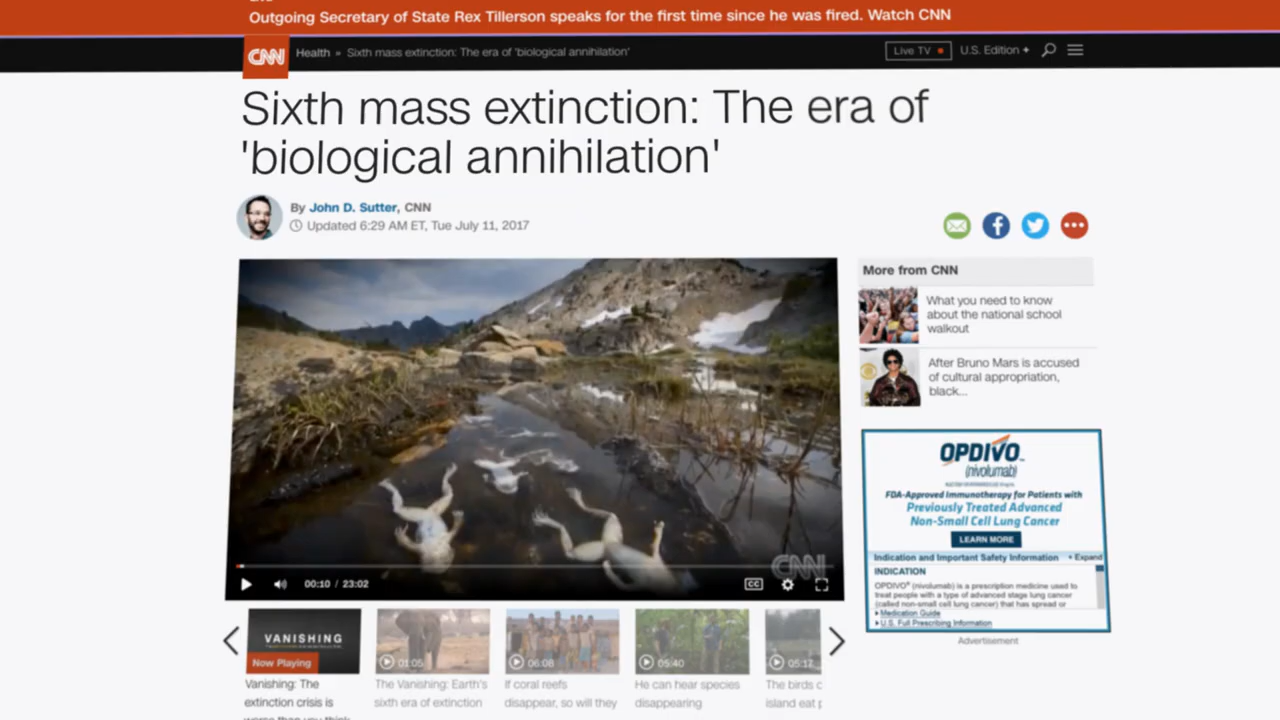 Outgoing Secretary of State Rex Tillerson speaks for the first time since he was fired. Watch CNN
CNN
Health » Sixth mass extinction: The era of 'biological annihilation'
Live TV
U.S. Edition +
Sixth mass extinction: The era of
'biological annihilation'
By John D. Sutter, CNN
Updated 6:29 AM ET, Tue July 11, 2017
CNN
00:10 / 23:02
CC
VANISHING
Now Playing
Vanishing: The
extinction crisis is
worse than you think
01:05
The Vanishing: Earth's
sixth era of extinction
06:08
If coral reefs
disappear, so will they
05:40
He can hear species
disappearing
05:17
The birds
island eat
More from CNN
What you need to know
about the national school
walkout
After Bruno Mars is accused
of cultural appropriation,
black...
OPDIVO
(nivolumab)
FDA-Approved Immunotherapy for Patients with
Previously Treated Advanced
Non-Small Cell Lung Cancer
LEARN MORE
Indication and Important Safety Information
+ Expand
INDICATION
OPDIVO® (nivolumab) is a prescription medicine used to
treat people with a type of advanced stage lung cancer
(called non-small cell lung cancer) that has spread or
Medication Guide
U.S. Full Prescribing Information
Advertisement